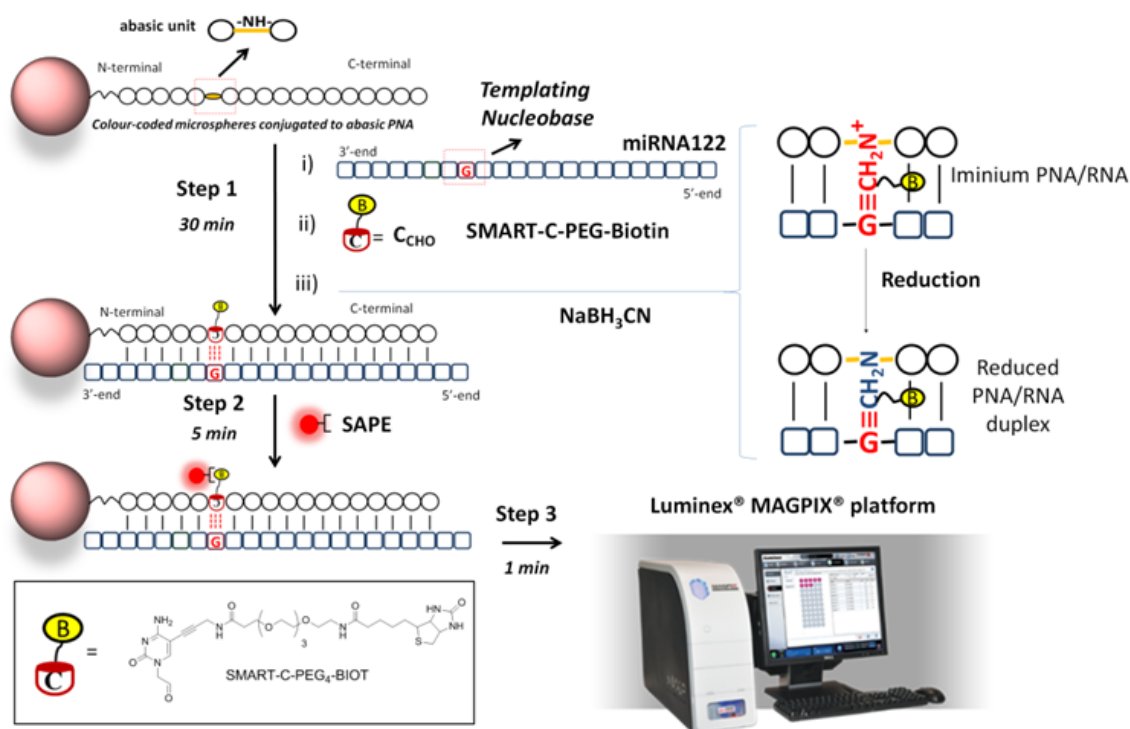 abasic unit
-NH-
N-terminal
C-terminal
Colour-coded microspheres conjugated to abasic PNA
Templating
Nucleobase
miRNA122
Step 1
30 min
i)
3'-end
G
5'-end
ii)
B
C
= C_CHO
SMART-C-PEG-Biotin
iii)
NaBH₃CN
N
+
CH₂
B
G
Iminium PNA/RNA
Reduction
N
CH₂
B
G
Reduced
PNA/RNA
duplex
N-terminal
C-terminal
B
C
G
3'-end
5'-end
Step 2
5 min
SAPE
B
C
G
Step 3
1 min
Luminex® MAGPIX® platform
B
C
=
NH₂
N
O
N
O
N
H
O
O
3
O
N
H
O
O
HN
NH
S
SMART-C-PEG₄-BIOT